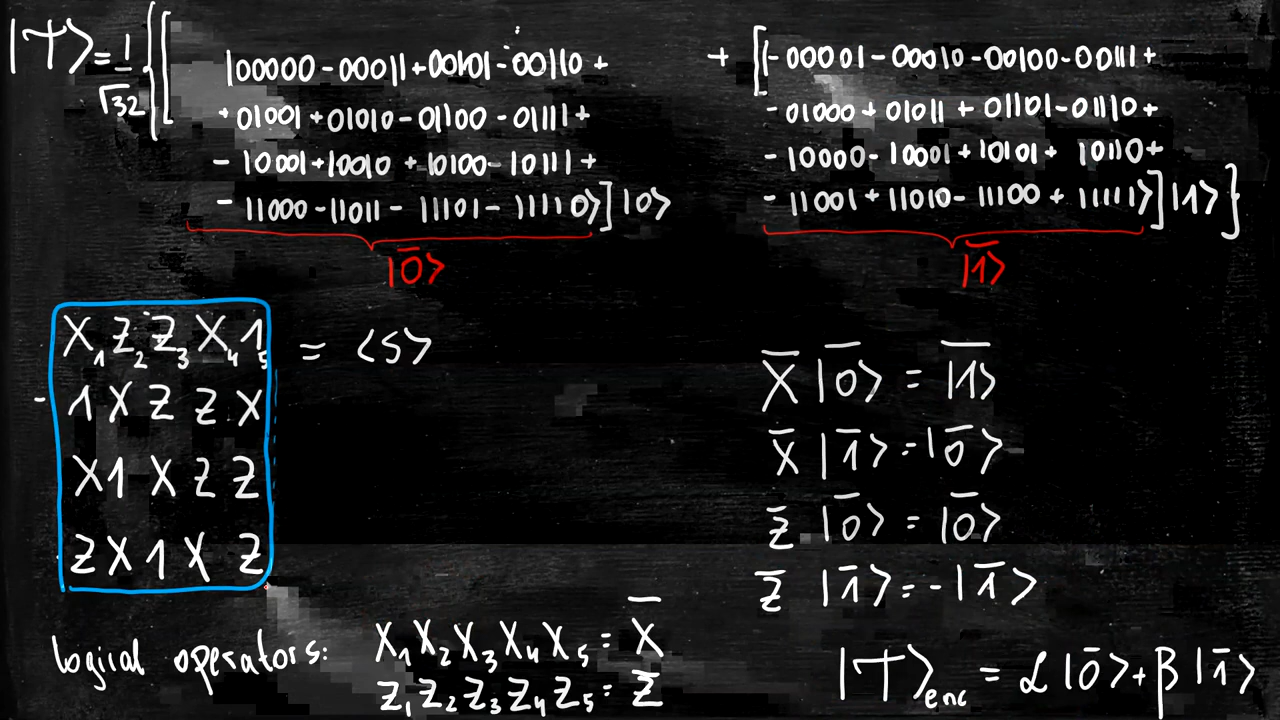 |Ψ⟩ = 1/√32 {[ |00000 - 00011 + 00101 - 00110 +
+ 01001 + 01010 - 01100 - 01111 +
- 10001 + 10010 + 10100 - 10111 +
- 11000 - 11011 - 11101 - 11110⟩] |0⟩
|0̄⟩
+ [|- 00001 - 00010 - 00100 - 00111 +
- 01000 + 01011 + 01101 - 01110 +
- 10000 - 10001 + 10101 + 10110 +
- 11001 + 11010 - 11100 + 11111⟩] |1⟩ }
|1̄⟩
X₁ Z₂ Z₃ X₄ 1₅ = <S>
- 1 X Z Z X
X 1 X Z Z
Z X 1 X Z
X̄ |0̄⟩ = |1̄⟩
X̄ |1̄⟩ = |0̄⟩
Z̄ |0̄⟩ = |0̄⟩
Z̄ |1̄⟩ = - |1̄⟩
logical operators: X₁ X₂ X₃ X₄ X₅ = X̄
Z₁ Z₂ Z₃ Z₄ Z₅ = Z̄
|Ψ⟩enc = α |0̄⟩ + β |1̄⟩